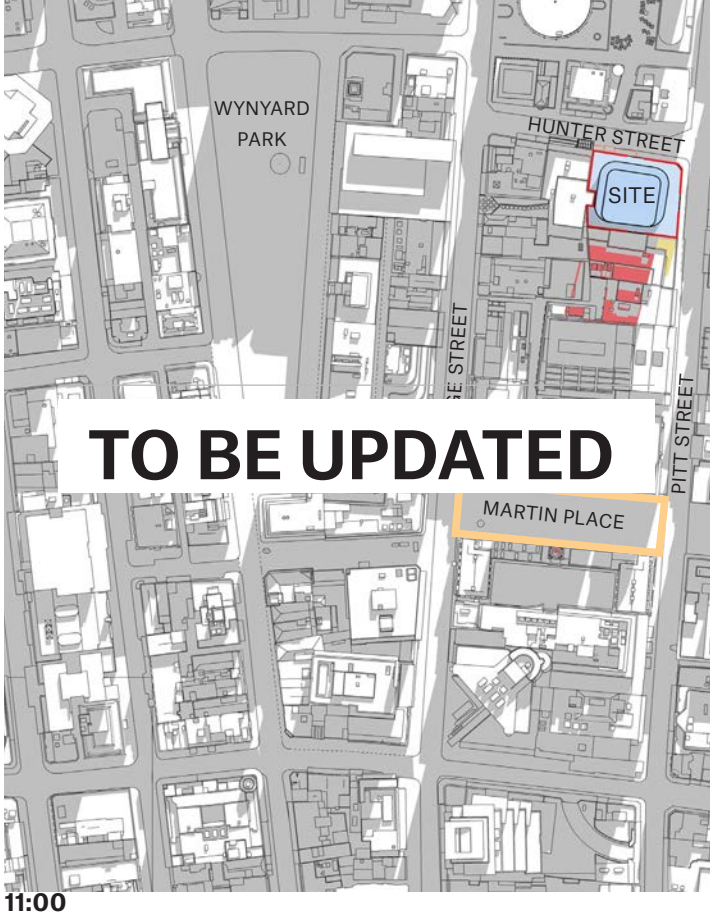 WYNYARD
PARK
HUNTER STREET
SITE
GE STREET
TO BE UPDATED
PITT STREET
MARTIN PLACE
11:00